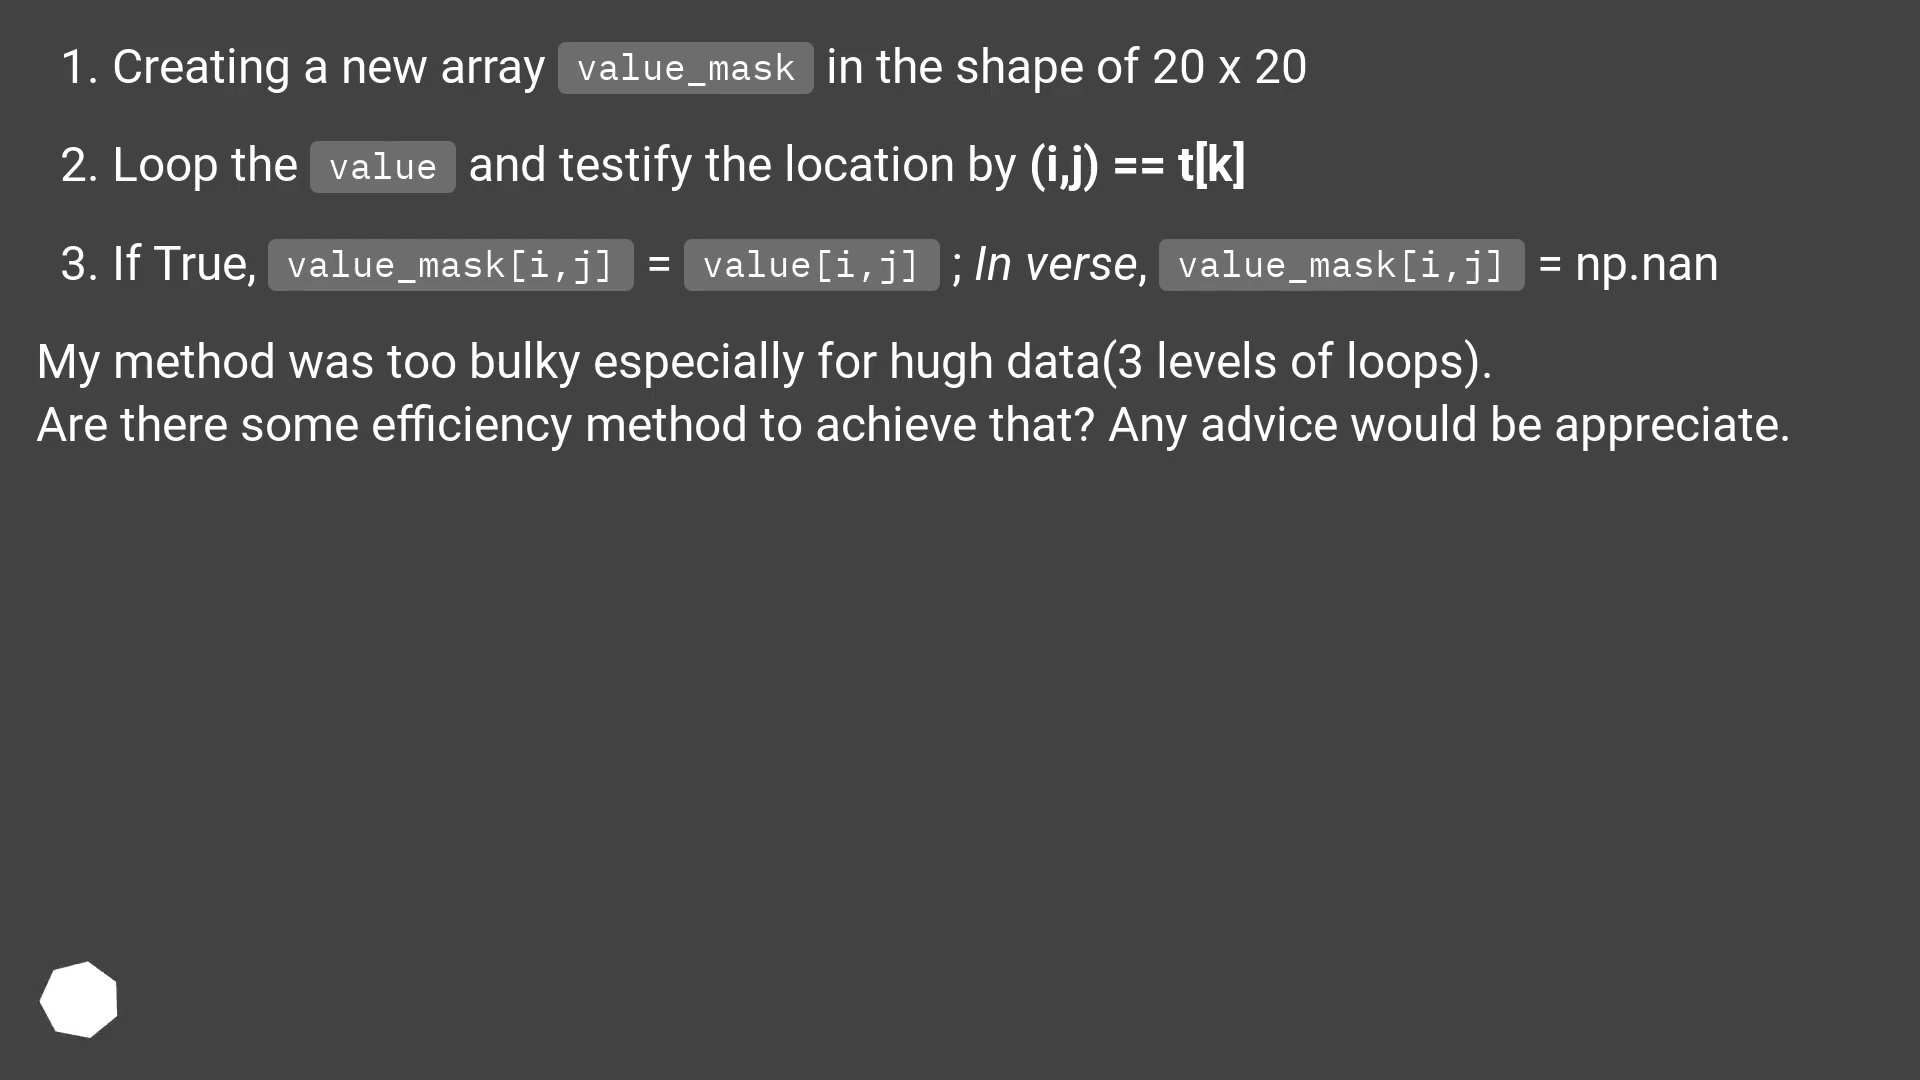 1. Creating a new array value_mask in the shape of 20 x 20
2. Loop the value and testify the location by (i,j) == t[k]
3. If True, value_mask[i,j] = value[i,j] ; In verse, value_mask[i,j] = np.nan
My method was too bulky especially for hugh data(3 levels of loops).
Are there some efficiency method to achieve that? Any advice would be appreciate.